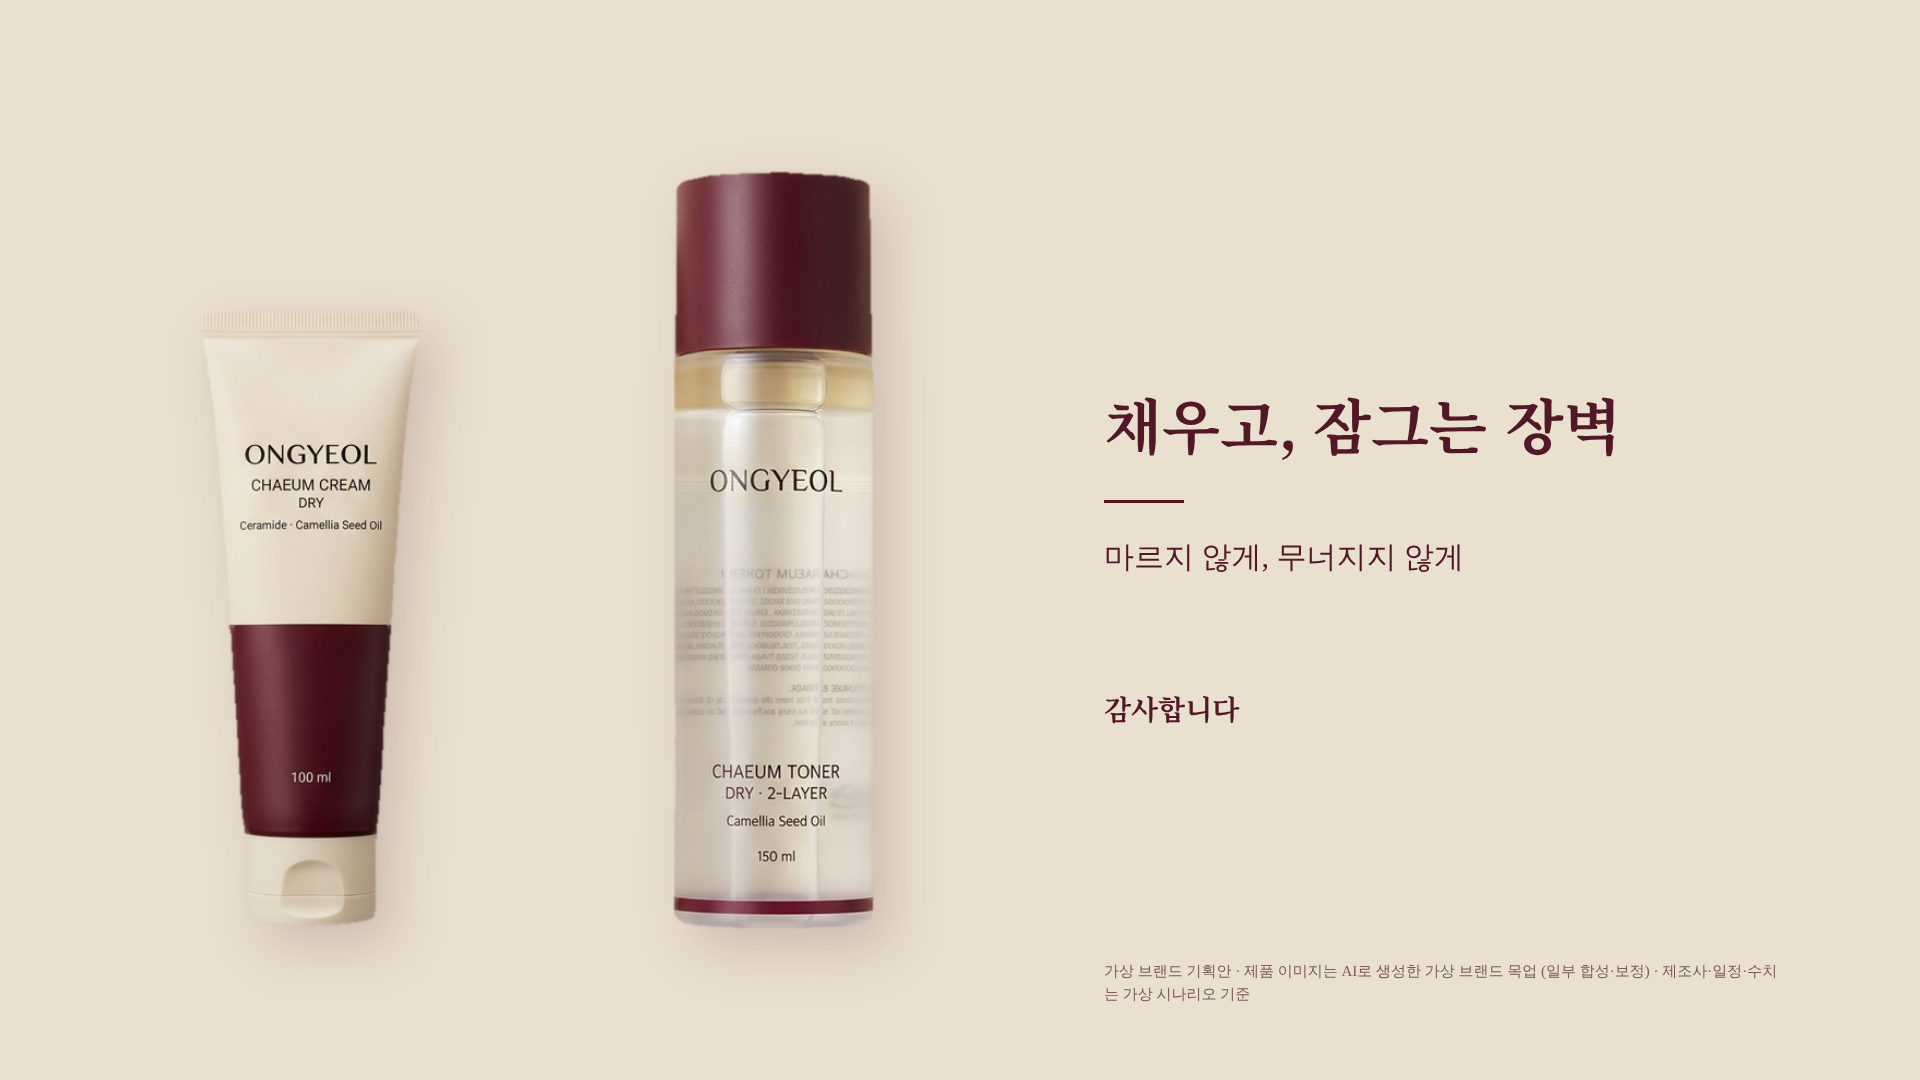 ONGYEOL
CHAEUM CREAM
DRY
Ceramide · Camellia Seed Oil
100 ml
ONGYEOL
CHAEUM TONER
DRY · 2-LAYER
Camellia Seed Oil
150 ml
채우고, 잠그는 장벽
마르지 않게, 무너지지 않게
감사합니다
가상 브랜드 기획안 · 제품 이미지는 AI로 생성한 가상 브랜드 목업 (일부 합성·보정) · 제조사·일정·수치
는 가상 시나리오 기준